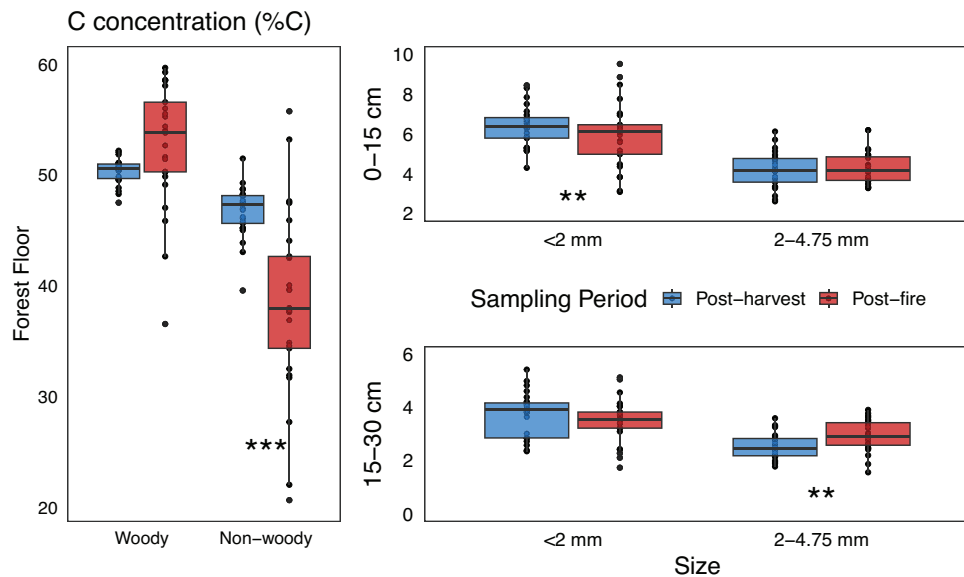 C concentration (%C)
Forest Floor
60
50
40
30
20
***
Woody
Non−woody
0−15 cm
10
8
6
4
2
**
<2 mm
2−4.75 mm
Sampling Period
Post−harvest
Post−fire
15−30 cm
6
4
2
0
**
<2 mm
2−4.75 mm
Size